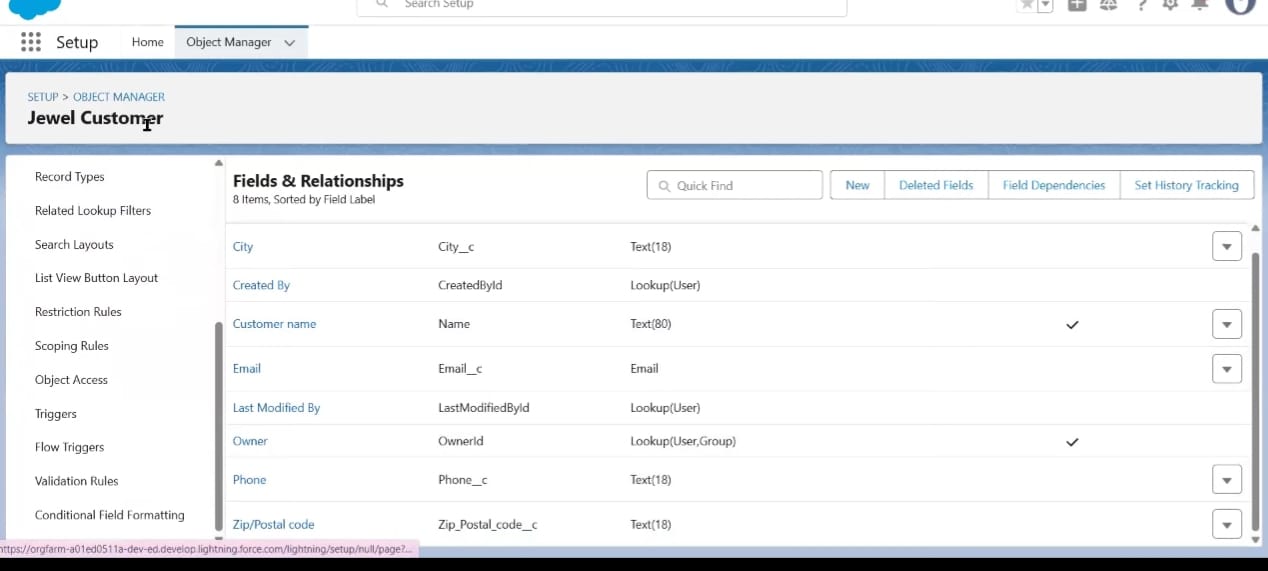 Search Setup
Setup Home Object Manager
SETUP > OBJECT MANAGER
Jewel Customer
Record Types
Related Lookup Filters
Search Layouts
List View Button Layout
Restriction Rules
Scoping Rules
Object Access
Triggers
Flow Triggers
Validation Rules
Conditional Field Formatting
Fields & Relationships
8 Items, Sorted by Field Label
Quick Find New Deleted Fields Field Dependencies Set History Tracking
City City__c Text(18)
Created By CreatedById Lookup(User)
Customer name Name Text(80)
Email Email__c Email
Last Modified By LastModifiedById Lookup(User)
Owner OwnerId Lookup(User,Group)
Phone Phone__c Text(18)
Zip/Postal code Zip_Postal_code__c Text(18)
https://orgfarm-a01ed0511a-dev-ed.develop.lightning.force.com/lightning/setup/null/page?...